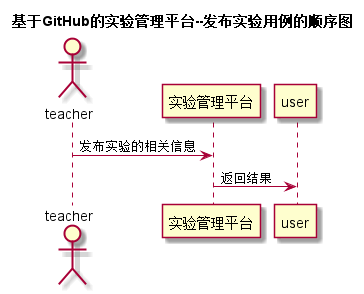 基于GitHub的实验管理平台--发布实验用例的顺序图
teacher
实验管理平台
user
发布实验的相关信息
返回结果
teacher
实验管理平台
user